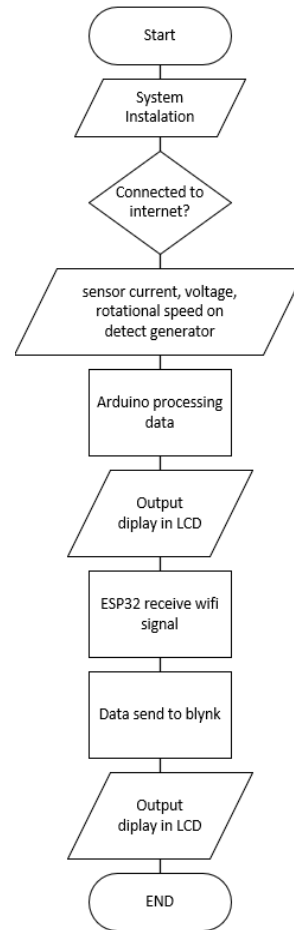 Start
System
Instalation
Connected to
internet?
sensor current, voltage,
rotational speed on
detect generator
Arduino processing
data
Output
diplay in LCD
ESP32 receive wifi
signal
Data send to blynk
Output
diplay in LCD
END